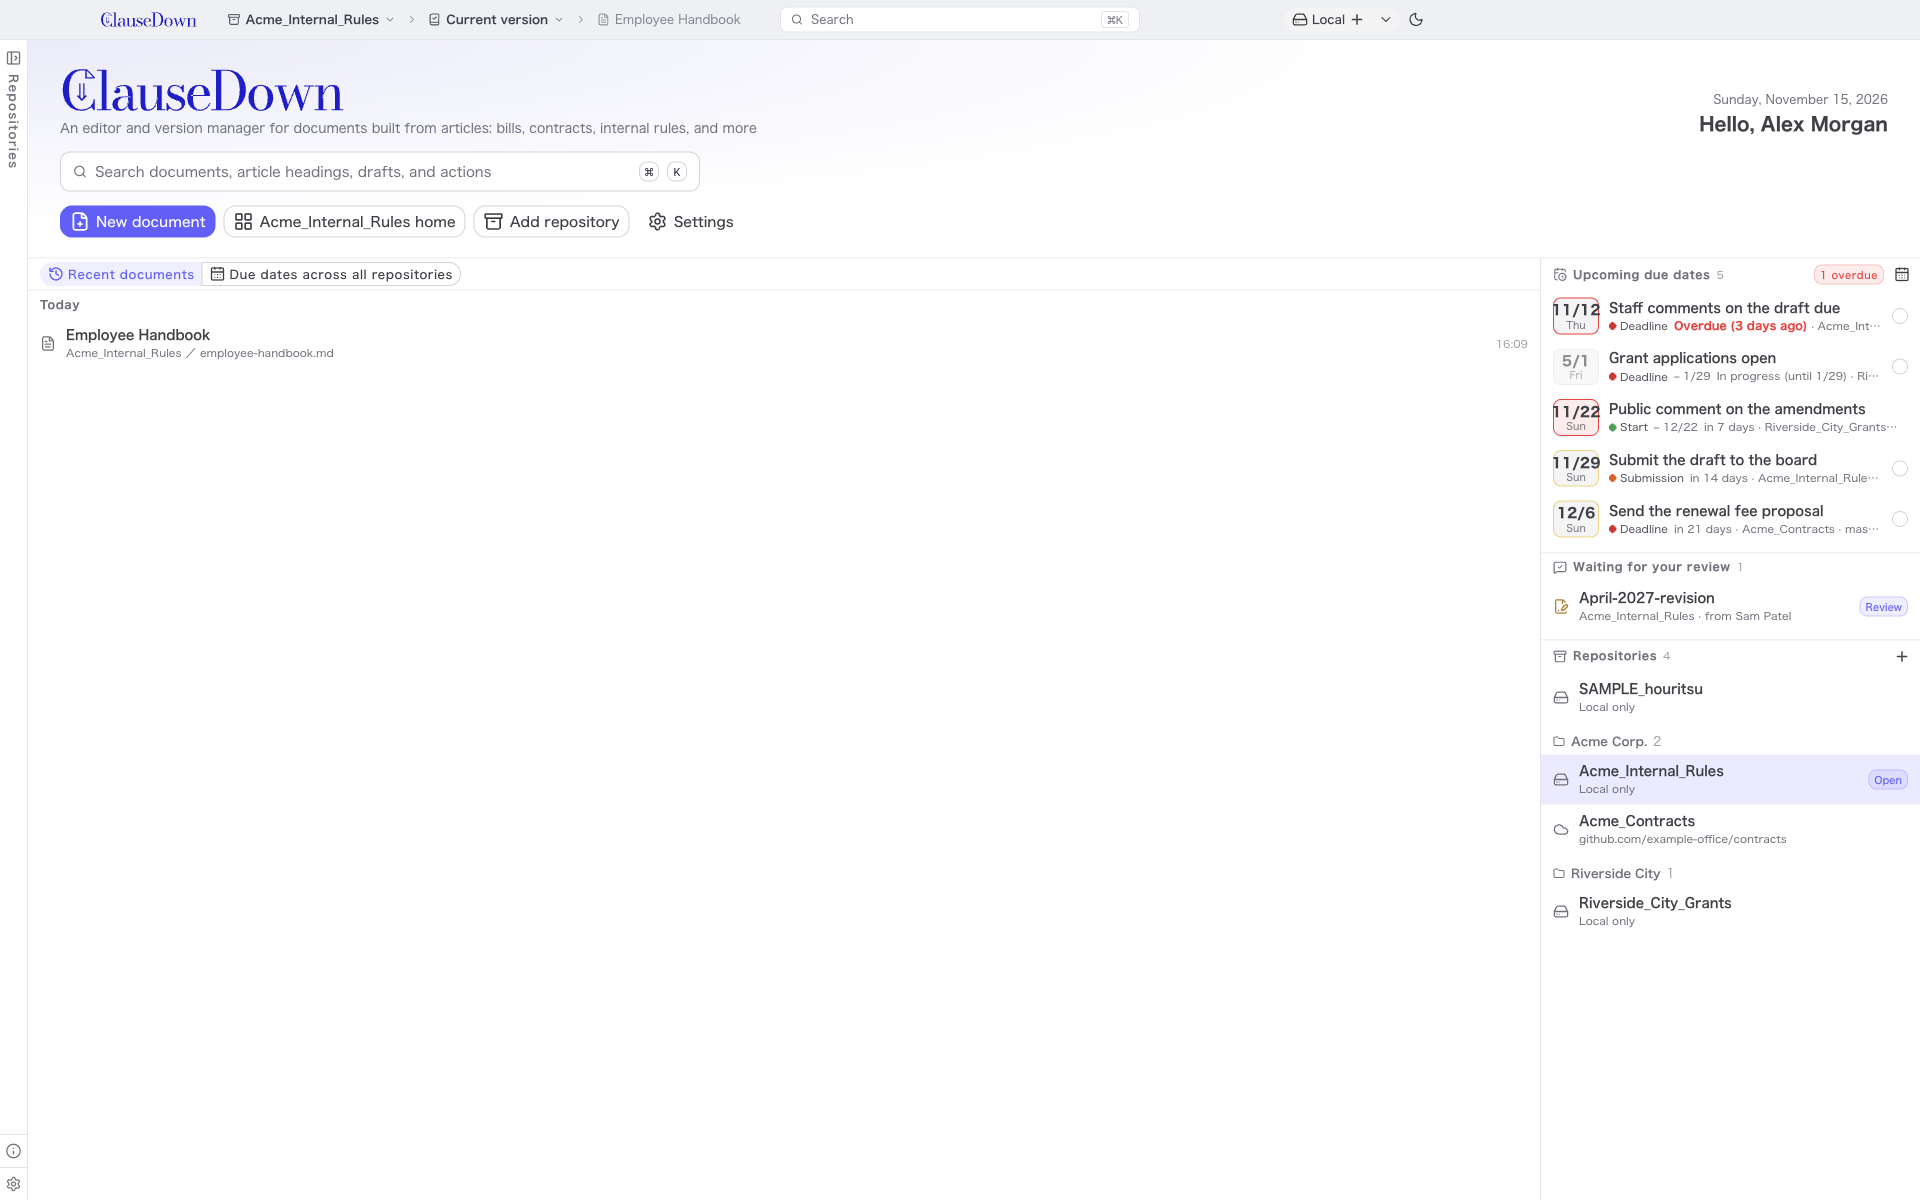 ClauseDown Acme_Internal_Rules Current version Employee Handbook Search ⌘K Local
Repositories
ClauseDown
An editor and version manager for documents built from articles: bills, contracts, internal rules, and more
Sunday, November 15, 2026
Hello, Alex Morgan
Search documents, article headings, drafts, and actions ⌘ K
New document Acme_Internal_Rules home Add repository Settings
Recent documents Due dates across all repositories
Today
Employee Handbook
Acme_Internal_Rules ／ employee-handbook.md
16:09
Upcoming due dates 5 1 overdue
11/12 Thu
Staff comments on the draft due
Deadline Overdue (3 days ago) · Acme_Int…
5/1 Fri
Grant applications open
Deadline – 1/29 In progress (until 1/29) · Ri…
11/22 Sun
Public comment on the amendments
Start – 12/22 in 7 days · Riverside_City_Grants…
11/29 Sun
Submit the draft to the board
Submission in 14 days · Acme_Internal_Rule…
12/6 Sun
Send the renewal fee proposal
Deadline in 21 days · Acme_Contracts · mas…
Waiting for your review 1
April-2027-revision
Acme_Internal_Rules · from Sam Patel
Review
Repositories 4
SAMPLE_houritsu
Local only
Acme Corp. 2
Acme_Internal_Rules
Local only
Open
Acme_Contracts
github.com/example-office/contracts
Riverside City 1
Riverside_City_Grants
Local only